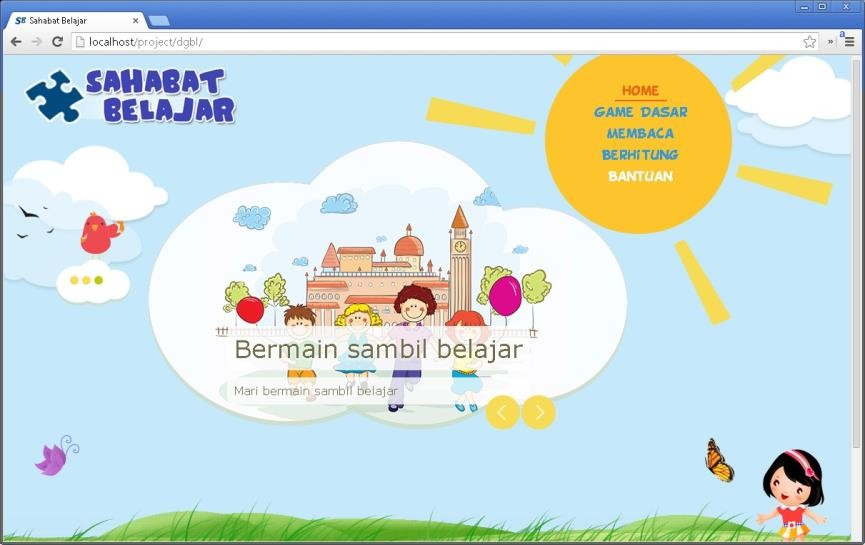 Sahabat Belajar
localhost/project/dgbl/
SAHABAT
BELAJAR
HOME
GAME DASAR
MEMBACA
BERHITUNG
BANTUAN
Bermain sambil belajar
Mari bermain sambil belajar